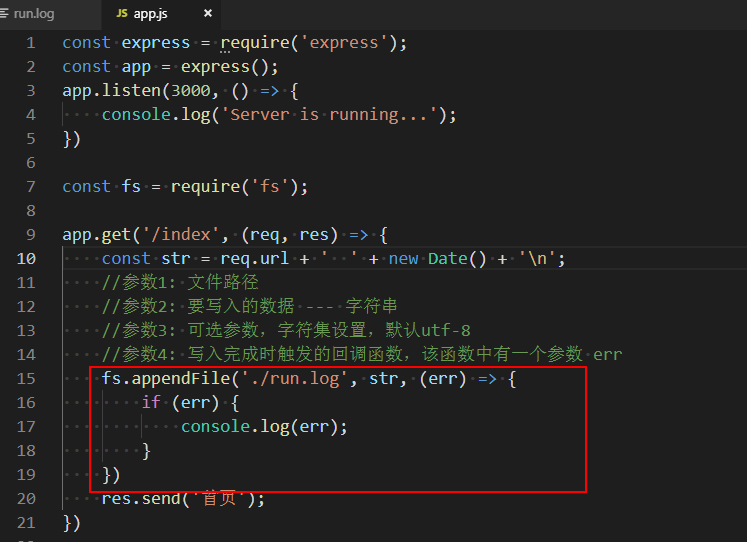 run.log
JS app.js ×
1 const express = require('express');
2 const app = express();
3 app.listen(3000, () => {
4     console.log('Server is running...');
5 })
6
7 const fs = require('fs');
8
9 app.get('/index', (req, res) => {
10     const str = req.url + '  ' + new Date() + '\n';
11     //参数1: 文件路径
12     //参数2: 要写入的数据 --- 字符串
13     //参数3: 可选参数，字符集设置，默认utf-8
14     //参数4: 写入完成时触发的回调函数，该函数中有一个参数 err
15     fs.appendFile('./run.log', str, (err) => {
16         if (err) {
17             console.log(err);
18         }
19     })
20     res.send('首页');
21 })